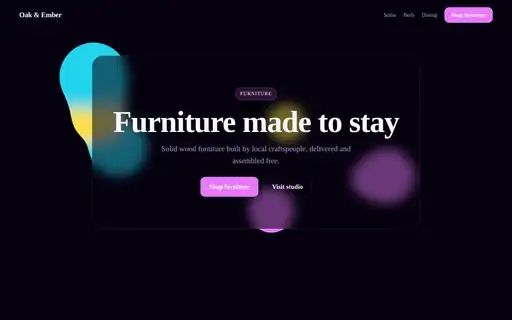 Oak & Ember
Sofas Beds Dining Shop furniture
FURNITURE
Furniture made to stay
Solid wood furniture built by local craftspeople, delivered and
assembled free.
Shop furniture Visit studio